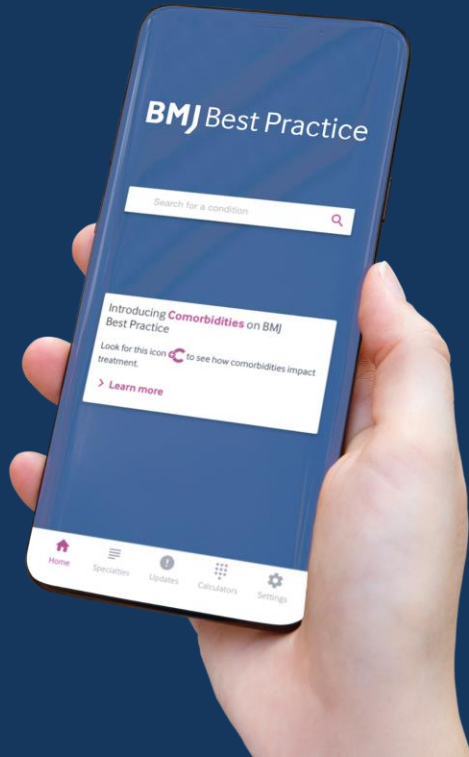 BMJ Best Practice
Search for a condition
Introducing Comorbidities on BMJ
Best Practice
Look for this icon to see how comorbidities impact
treatment.
> Learn more
Home Specialties Updates Calculators Settings